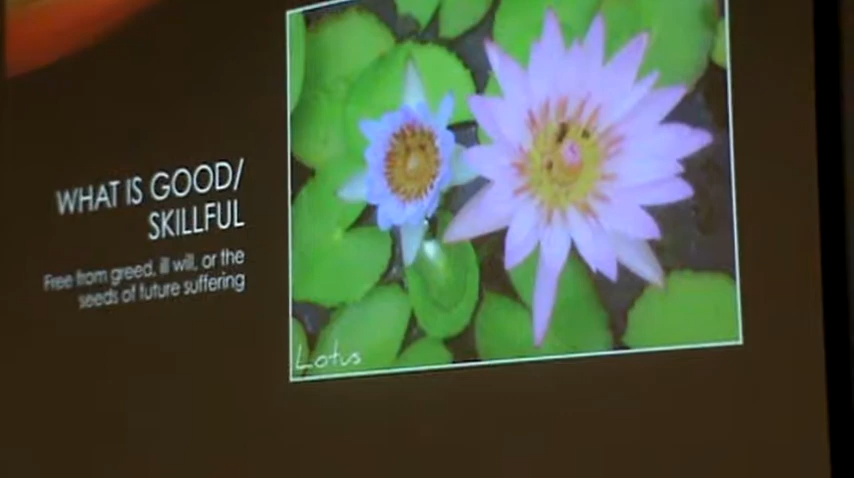 WHAT IS GOOD/
SKILLFUL
Free from greed, ill will, or the
seeds of future suffering
Lotus